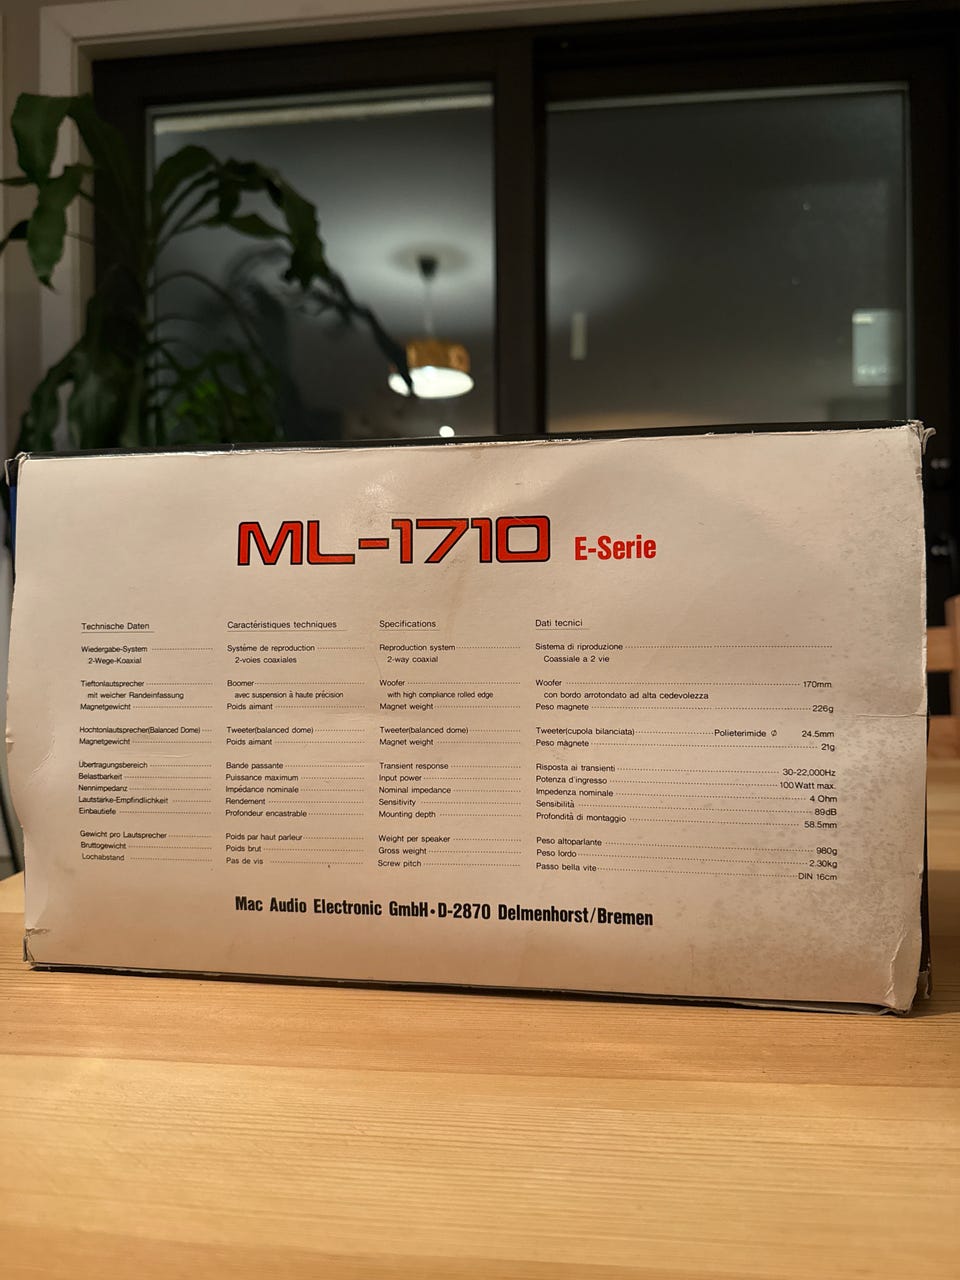 ML-1710 E-Serie
Technische Daten Caractéristiques techniques Specifications Dati tecnici
Wiedergabe-System Système de reproduction Reproduction system Sistema di riproduzione
2-Wege-Koaxial 2-voies coaxiales 2-way coaxial Coassiale a 2 vie
Tieftonlautsprecher Boomer Woofer Woofer 170mm
mit weicher Randeinfassung avec suspension à haute précision with high compliance rolled edge con bordo arrotondato ad alta cedevolezza
Magnetgewicht Poids aimant Magnet weight Peso magnete 226g
Hochtonlautsprecher(Balanced Dome) Tweeter(balanced dome) Tweeter(balanced dome) Tweeter(cupola bilanciata) Polieterimide ∅ 24.5mm
Magnetgewicht Poids aimant Magnet weight Peso magnete 21g
Übertragungsbereich Bande passante Transient response Risposta ai transienti 30-22,000Hz
Belastbarkeit Puissance maximum Input power Potenza d'ingresso 100 Watt max.
Nennimpedanz Impédance nominale Nominal impedance Impedenza nominale 4 Ohm
Lautstärke-Empfindlichkeit Rendement Sensitivity Sensibilità 89dB
Einbautiefe Profondeur encastrable Mounting depth Profondità di montaggio 58.5mm
Gewicht pro Lautsprecher Poids par haut parleur Weight per speaker Peso altoparlante 980g
Bruttogewicht Poids brut Gross weight Peso lordo 2.30kg
Lochabstand Pas de vis Screw pitch Passo bella vite DIN 16cm
Mac Audio Electronic GmbH•D-2870 Delmenhorst/Bremen